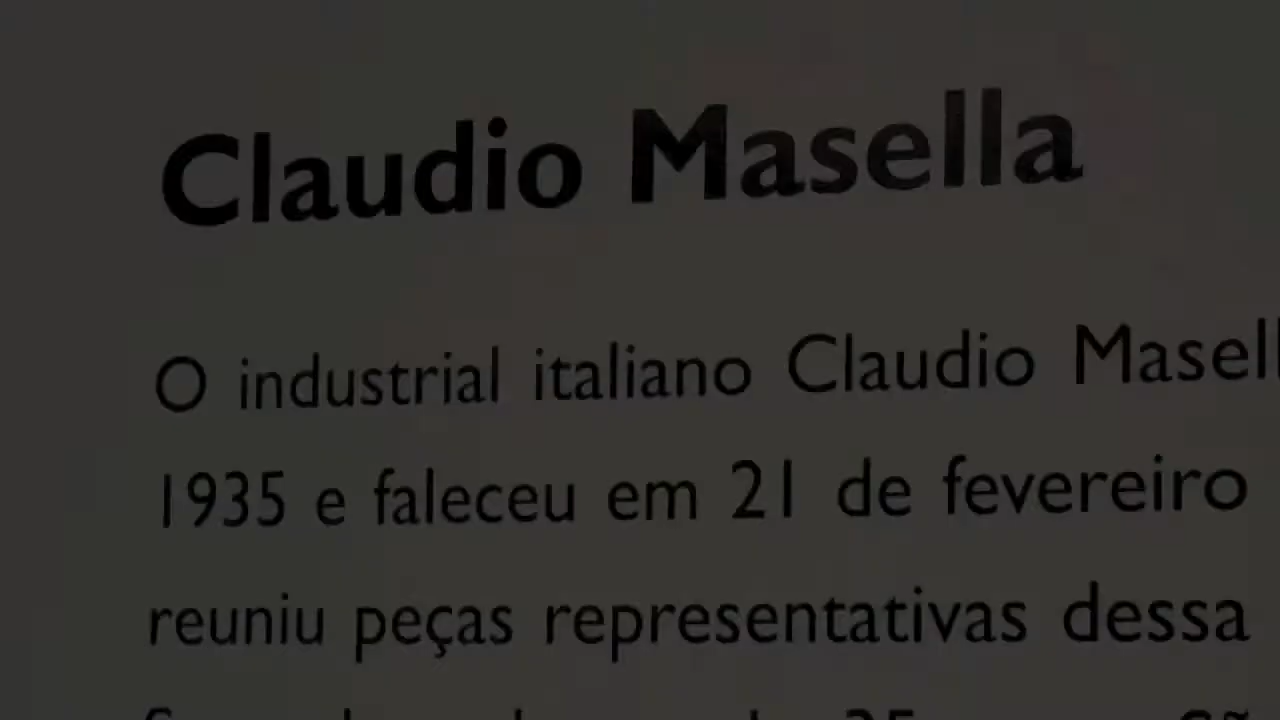 Claudio Masella
O industrial italiano Claudio Masell
1935 e faleceu em 21 de fevereiro
reuniu peças representativas dessa